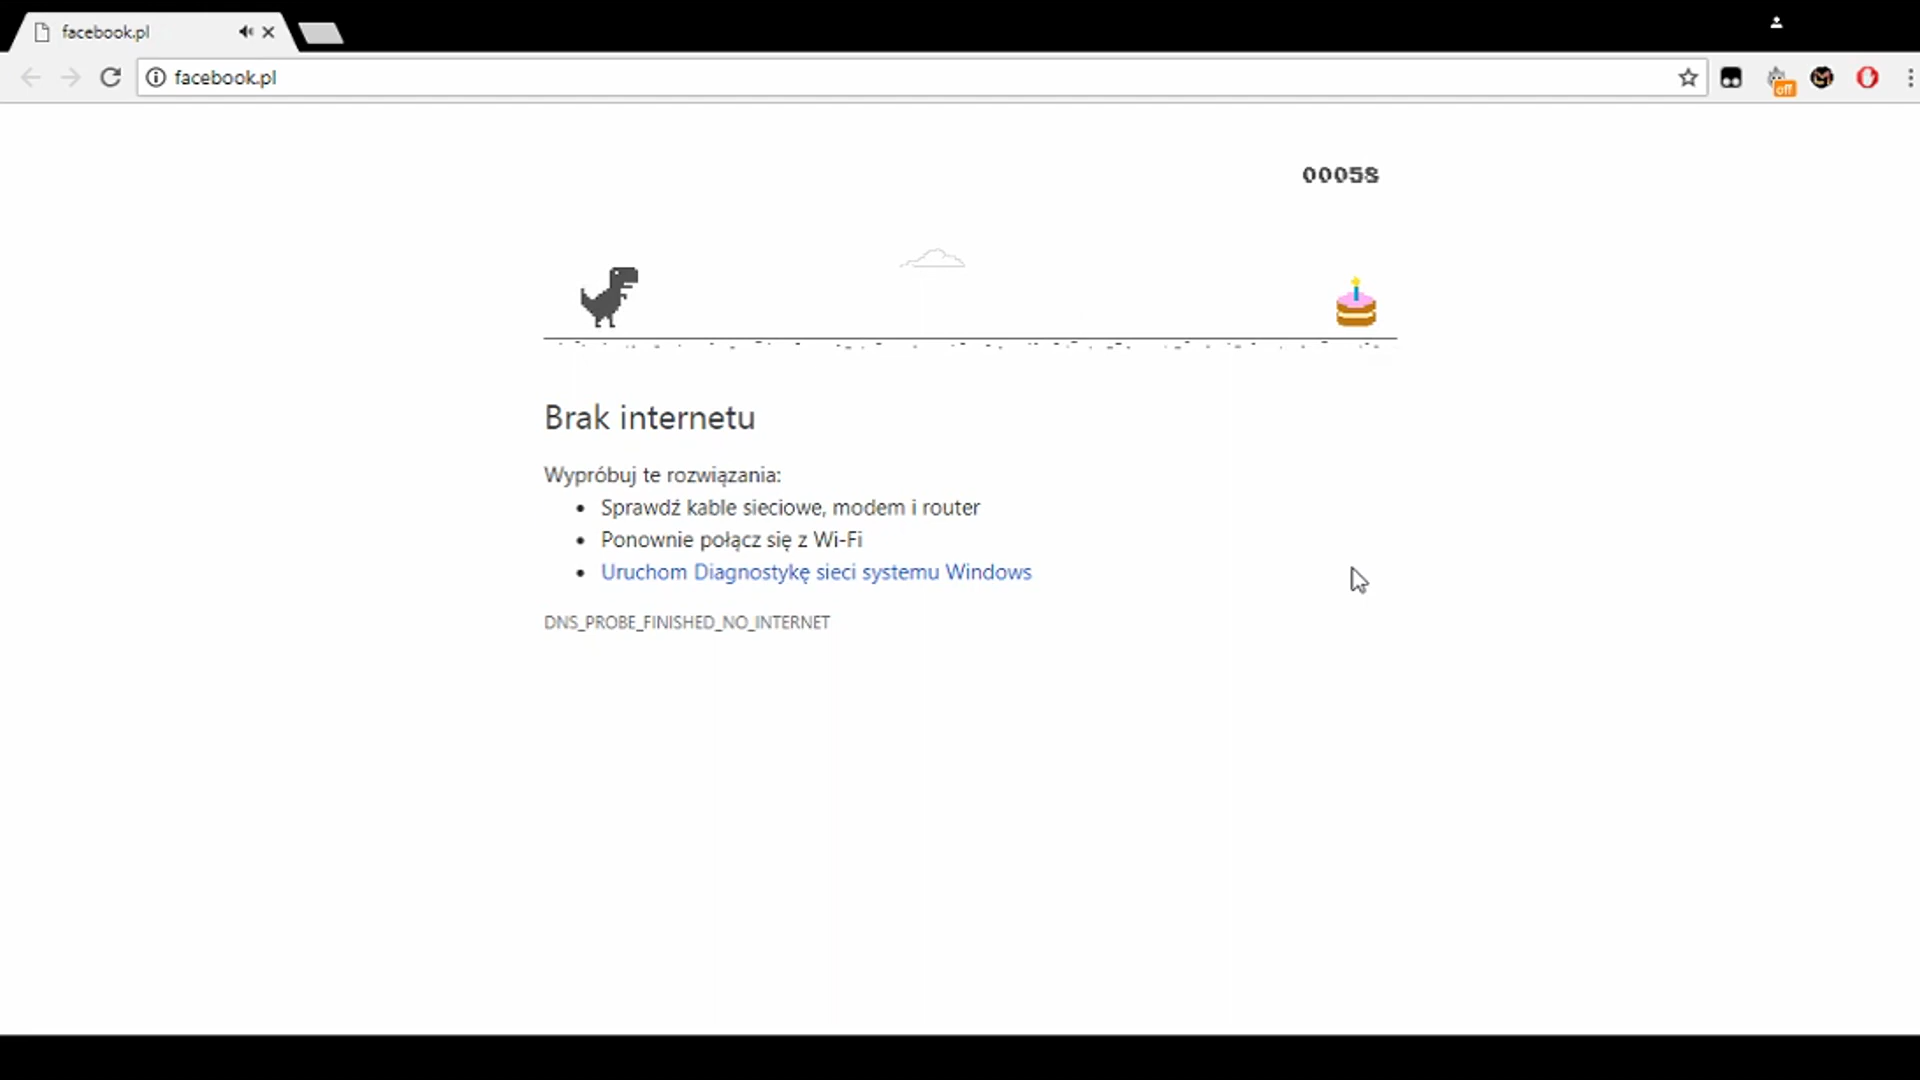 facebook.pl
facebook.pl
off
00058
Brak internetu
Wypróbuj te rozwiązania:
Sprawdź kable sieciowe, modem i router
Ponownie połącz się z Wi-Fi
Uruchom Diagnostykę sieci systemu Windows
DNS_PROBE_FINISHED_NO_INTERNET